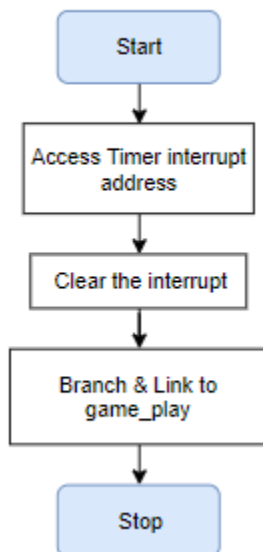 Start
Access Timer interrupt
address
Clear the interrupt
Branch & Link to
game_play
Stop